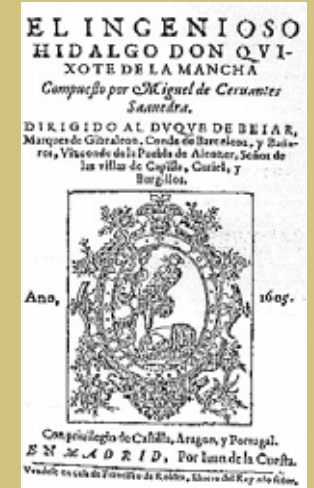 EL INGENIOSO
HIDALGO DON QVI-
XOTE DE LA MANCHA
Compuesto por Miguel de Ceruantes
Saauedra.
DIRIGIDO AL DVQVE DE BEIAR,
Marques de Gibraleon, Conde de Barcelona, y Baña-
res, Vizconde de la Puebla de Alcozer, Señor de
las villas de Capilla, Curiel, y
Burgillos.
Año, 1605.
Con priuilegio de Castilla, Aragon, y Portugal.
EN MADRID, Por Iuan de la Cuesta.
Vendese en casa de Francisco de Robles, librero del Rey nro señor.